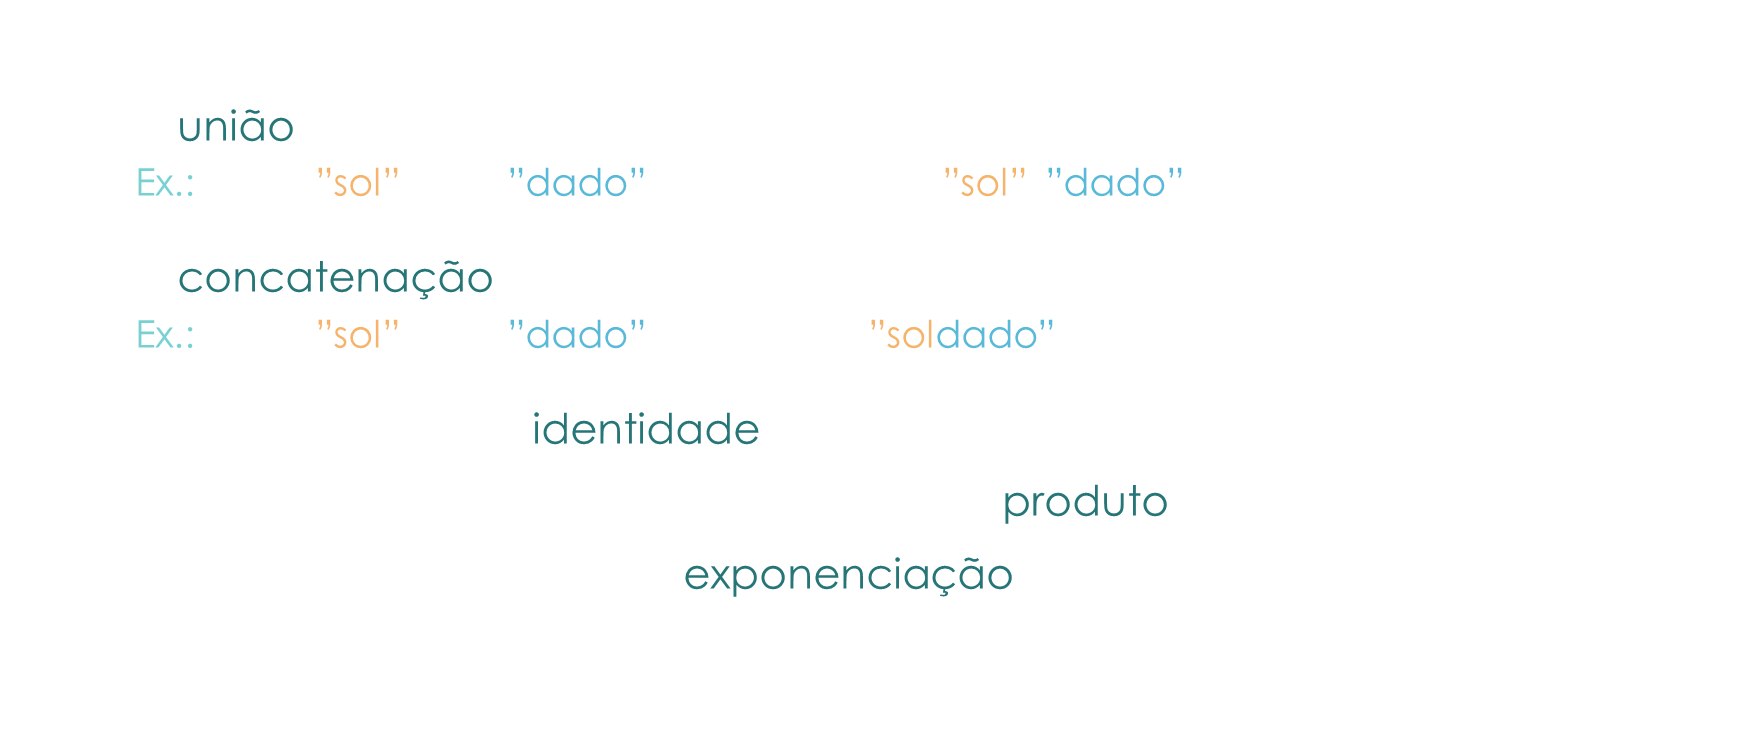 união
Ex.: ”sol” ”dado” ”sol” ”dado”
concatenação
Ex.: ”sol” ”dado” ”soldado”
identidade
produto
exponenciação